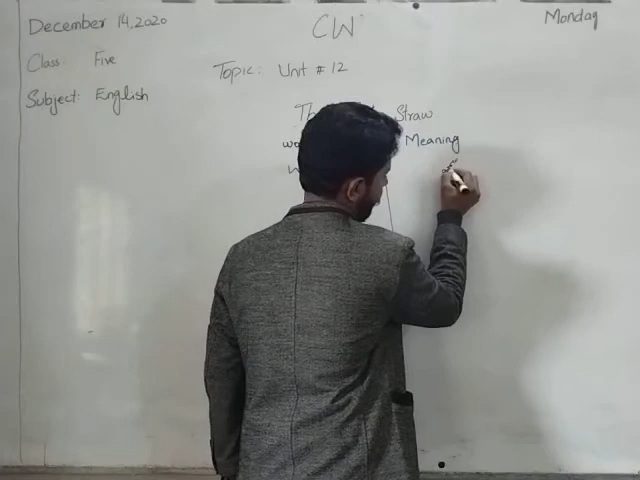 December 14, 2020
CW
Monday
Class: Five
Topic: Unit # 12
Subject: English
Straw
Meaning